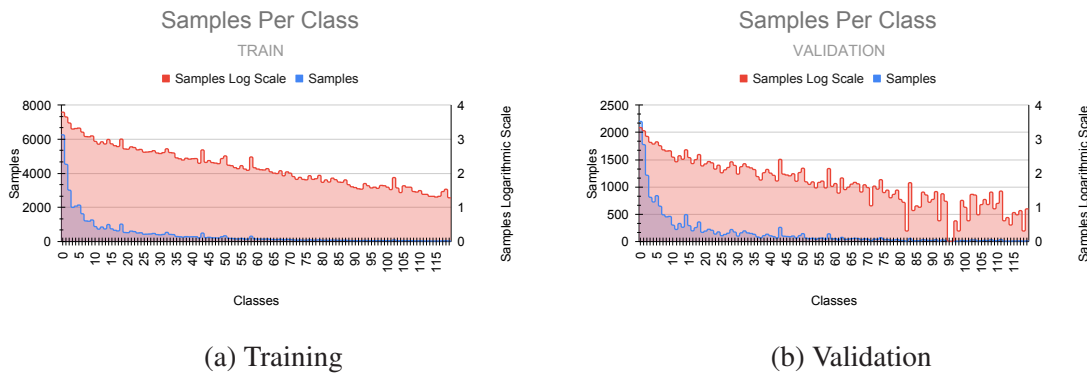 Samples Per Class
TRAIN
Samples Log Scale Samples
8000 6000 4000 2000 0
4 3 2 1 0
Samples
Samples Logarithmic Scale
0 5 10 15 20 25 30 35 40 45 50 55 60 65 70 75 80 85 90 95 100 105 110 115
Classes
(a) Training
Samples Per Class
VALIDATION
Samples Log Scale Samples
2500 2000 1500 1000 500 0
4 3 2 1 0
Samples
Samples Logarithmic Scale
0 5 10 15 20 25 30 35 40 45 50 55 60 65 70 75 80 85 90 95 100 105 110 115
Classes
(b) Validation